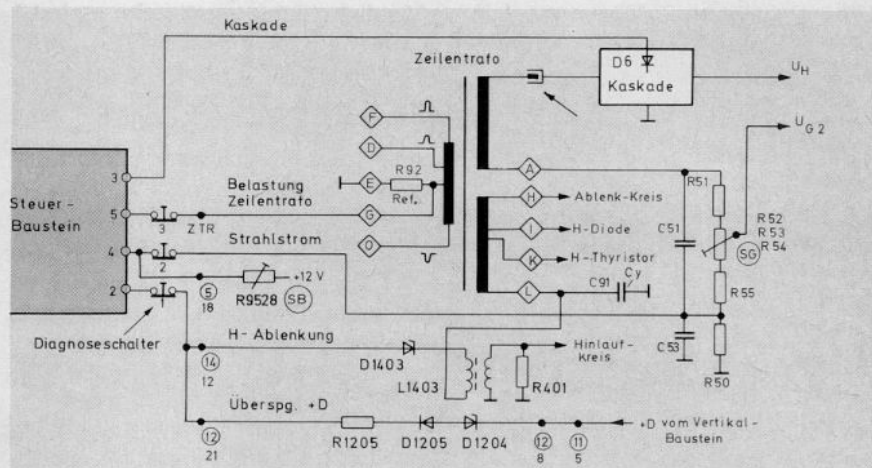 Kaskade
Zeilentrafo
D6
Kaskade
U_H
U_G2
F
D
E
R92
Ref.
G
O
A
H
Ablenk-Kreis
I
H-Diode
K
H-Thyristor
L
C91
Cy
R51
C51
R52
R53
R54
SG
R55
C53
R50
Steuer-
Baustein
3
5
4
2
Belastung
Zeilentrafo
3
ZTR
Strahlstrom
2
5
18
R9528
SB
+12 V
1
Diagnoseschalter
H-Ablenkung
14
12
D1403
L1403
R401
Hinlauf-
Kreis
Überspg. +D
12
21
R1205
D1205
D1204
12
8
11
5
+D vom Vertikal-
Baustein